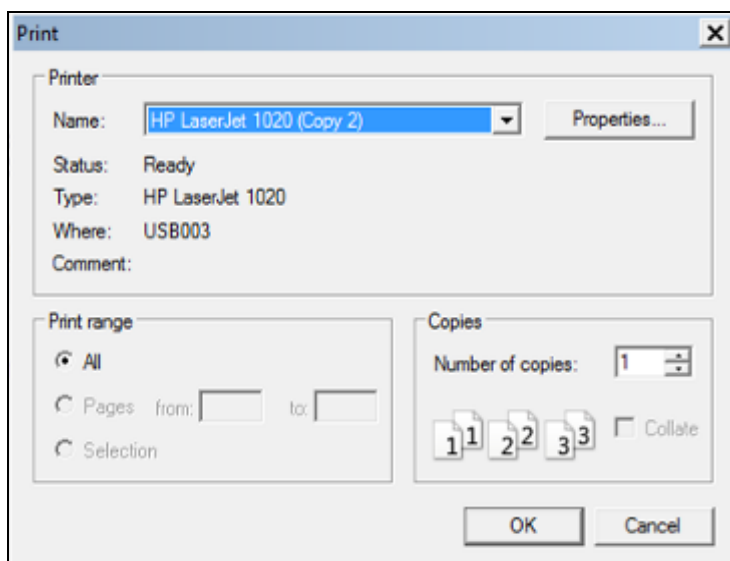 Print
Printer
Name: HP LaserJet 1020 (Copy 2) Properties...
Status: Ready
Type: HP LaserJet 1020
Where: USB003
Comment:
Print range
All
Pages from: to:
Selection
Copies
Number of copies: 1
1 1 2 2 3 3 Collate
OK Cancel